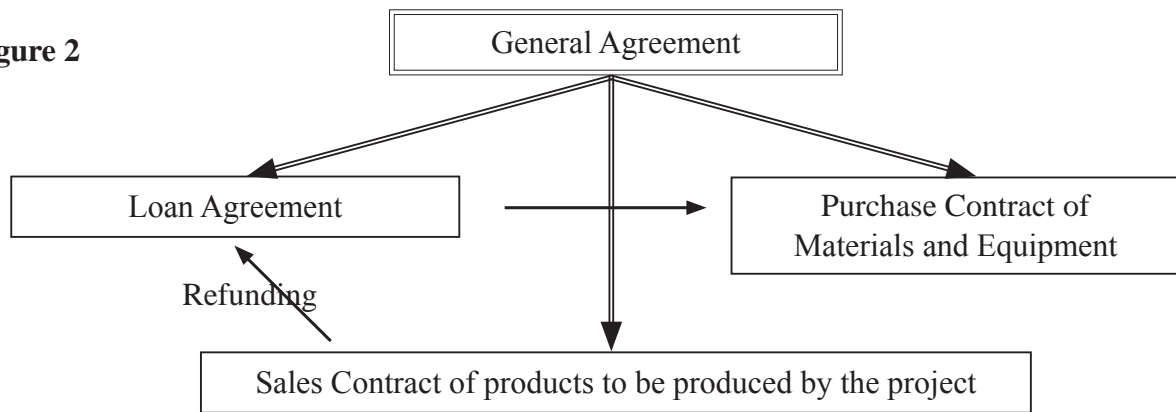 gure 2
General Agreement
Loan Agreement
Purchase Contract of
Materials and Equipment
Refunding
Sales Contract of products to be produced by the project